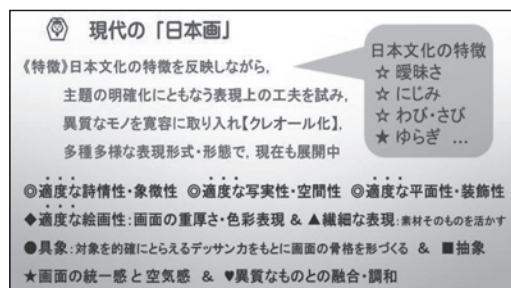 現代の「日本画」
《特徴》日本文化の特徴を反映しながら,
主題の明確化にともなう表現上の工夫を試み,
異質なモノを寛容に取り入れ【クレオール化】,
多種多様な表現形式・形態で,現在も展開中
日本文化の特徴
☆ 曖昧さ
☆ にじみ
☆ わび・さび
★ ゆらぎ …
◎適度な詩情性・象徴性 ◎適度な写実性・空間性 ◎適度な平面性・装飾性
◆適度な絵画性:画面の重厚さ・色彩表現 & ▲繊細な表現:素材そのものを活かす
●具象:対象を的確にとらえるデッサン力をもとに画面の骨格を形づくる & ■抽象
★画面の統一感と空気感 & ♥異質なものとの融合・調和